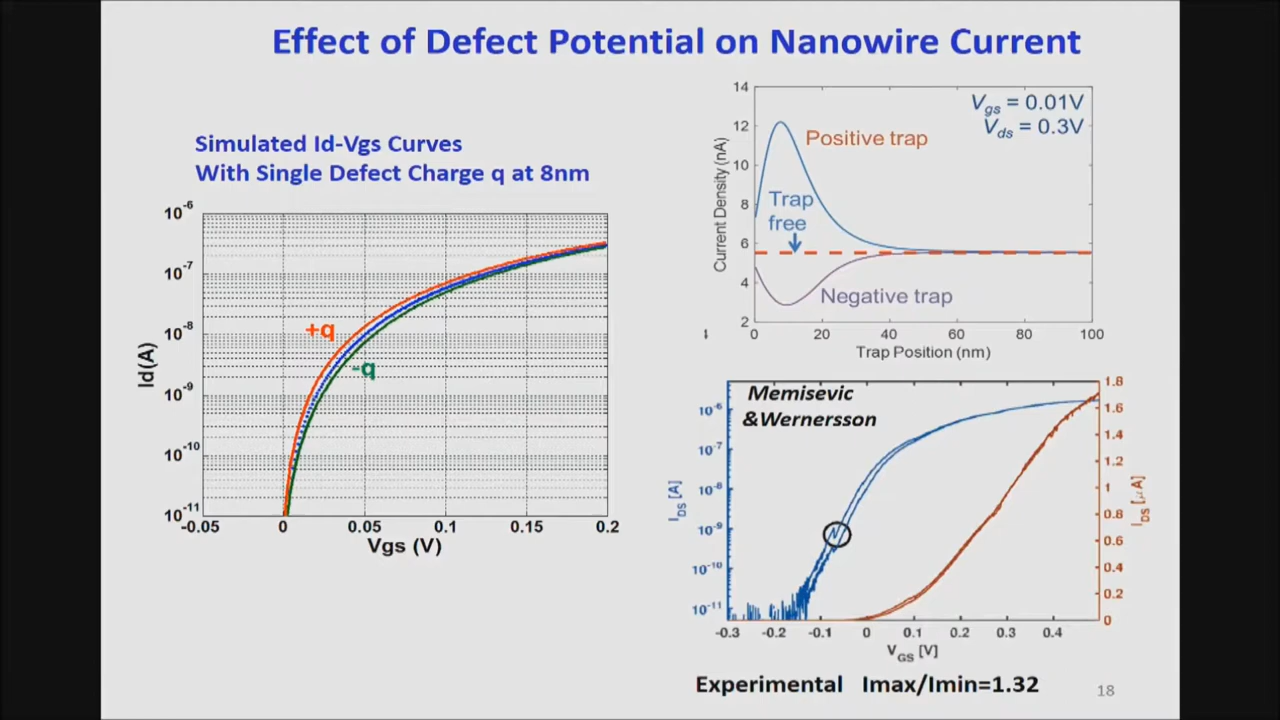 Effect of Defect Potential on Nanowire Current
Simulated Id-Vgs Curves
With Single Defect Charge q at 8nm
10-6
10-7
10-8
10-9
10-10
10-11
Id(A)
+q
-q
-0.05
0
0.05
0.1
0.15
0.2
Vgs (V)
14
12
10
8
6
4
2
Current Density (nA)
Vgs = 0.01V
Vds = 0.3V
Positive trap
Trap
free
Negative trap
0
20
40
60
80
100
Trap Position (nm)
Memisevic
&Wernersson
10-6
10-7
10-8
10-9
10-10
10-11
IDS [A]
1.8
1.6
1.4
1.2
1
0.8
0.6
0.4
0.2
0
IDS [μA]
-0.3
-0.2
-0.1
0
0.1
0.2
0.3
0.4
VGS [V]
Experimental Imax/Imin=1.32
18